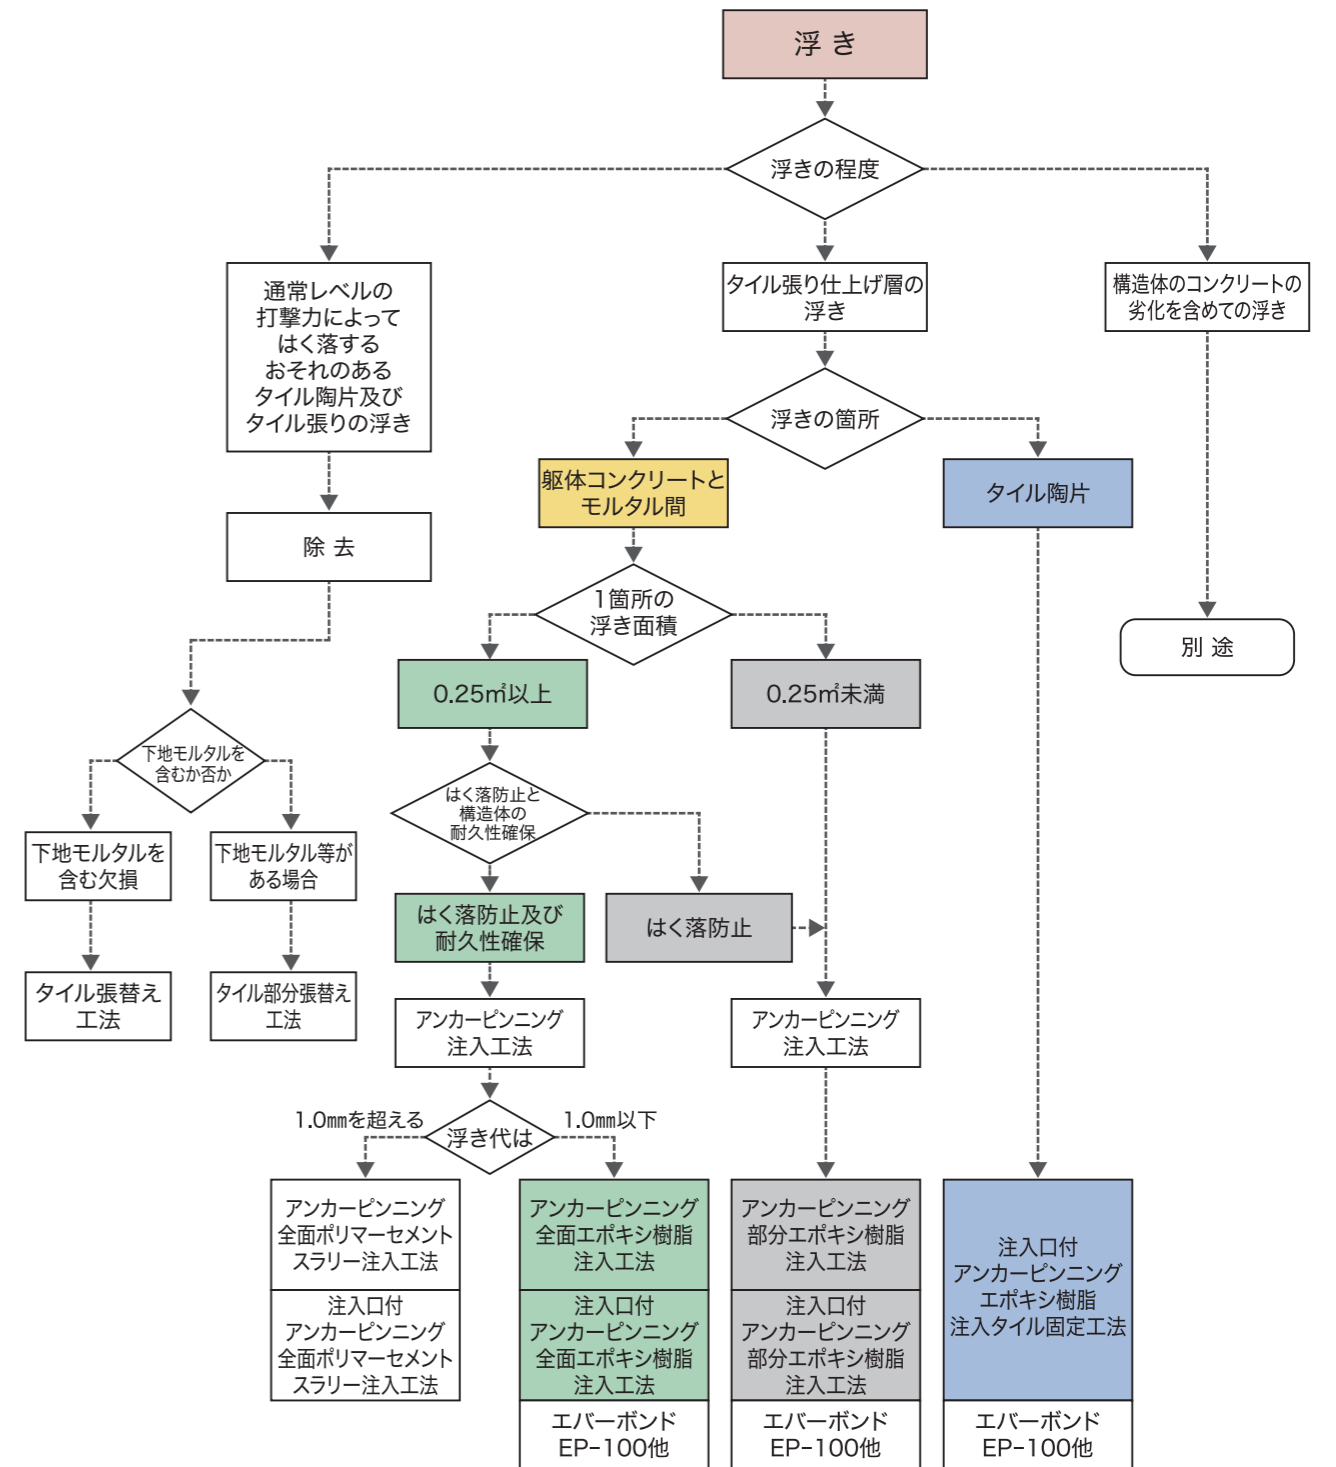 浮き
浮きの程度
通常レベルの
打撃力によって
はく落する
おそれのある
タイル陶片及び
タイル張りの浮き
タイル張り仕上げ層の
浮き
構造体のコンクリートの
劣化を含めての浮き
浮きの箇所
除去
躯体コンクリートと
モルタル間
タイル陶片
1箇所の
浮き面積
別途
0.25㎡以上
0.25㎡未満
下地モルタルを
含むか否か
はく落防止と
構造体の
耐久性確保
下地モルタルを
含む欠損
下地モルタル等が
ある場合
はく落防止及び
耐久性確保
はく落防止
タイル張替え
工法
タイル部分張替え
工法
アンカーピンニング
注入工法
アンカーピンニング
注入工法
1.0㎜を超える
浮き代は
1.0㎜以下
アンカーピンニング
全面ポリマーセメント
スラリー注入工法
注入口付
アンカーピンニング
全面ポリマーセメント
スラリー注入工法
アンカーピンニング
全面エポキシ樹脂
注入工法
注入口付
アンカーピンニング
全面エポキシ樹脂
注入工法
エバーボンド
EP-100他
アンカーピンニング
部分エポキシ樹脂
注入工法
注入口付
アンカーピンニング
部分エポキシ樹脂
注入工法
エバーボンド
EP-100他
注入口付
アンカーピンニング
エポキシ樹脂
注入タイル固定工法
エバーボンド
EP-100他